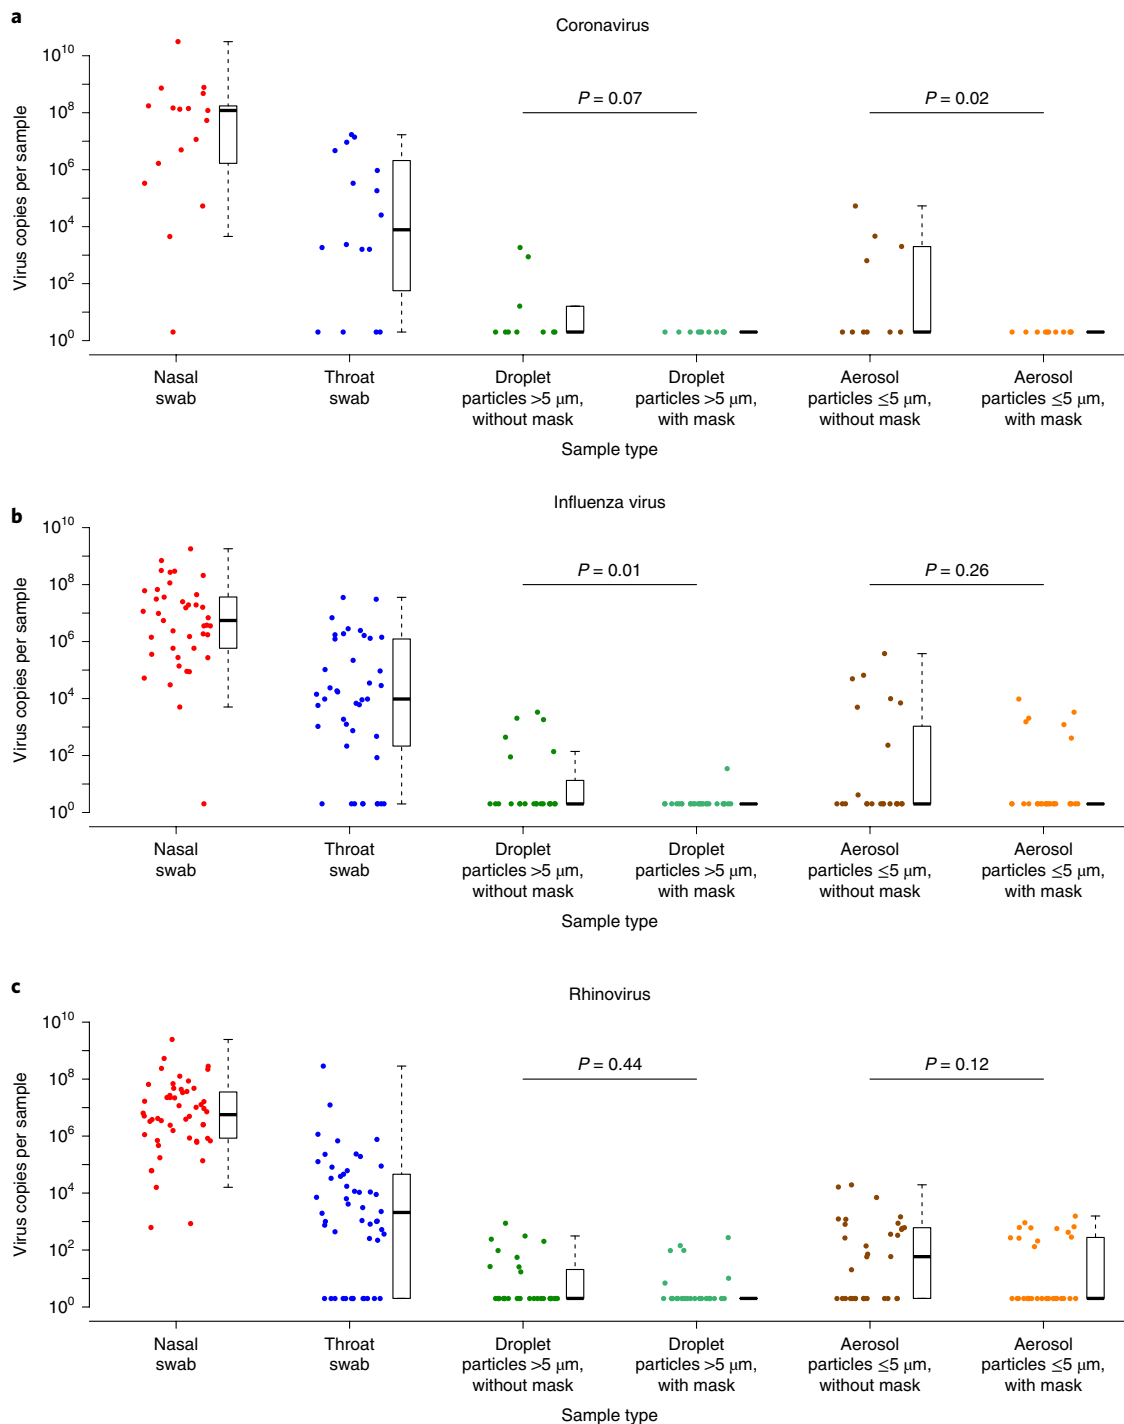 a
Coronavirus
Virus copies per sample
10^10
10^8
10^6
10^4
10^2
10^0
P = 0.07
P = 0.02
Nasal
swab
Throat
swab
Droplet
particles >5 μm,
without mask
Droplet
particles >5 μm,
with mask
Aerosol
particles ≤5 μm,
without mask
Aerosol
particles ≤5 μm,
with mask
Sample type
b
Influenza virus
Virus copies per sample
10^10
10^8
10^6
10^4
10^2
10^0
P = 0.01
P = 0.26
Nasal
swab
Throat
swab
Droplet
particles >5 μm,
without mask
Droplet
particles >5 μm,
with mask
Aerosol
particles ≤5 μm,
without mask
Aerosol
particles ≤5 μm,
with mask
Sample type
c
Rhinovirus
Virus copies per sample
10^10
10^8
10^6
10^4
10^2
10^0
P = 0.44
P = 0.12
Nasal
swab
Throat
swab
Droplet
particles >5 μm,
without mask
Droplet
particles >5 μm,
with mask
Aerosol
particles ≤5 μm,
without mask
Aerosol
particles ≤5 μm,
with mask
Sample type